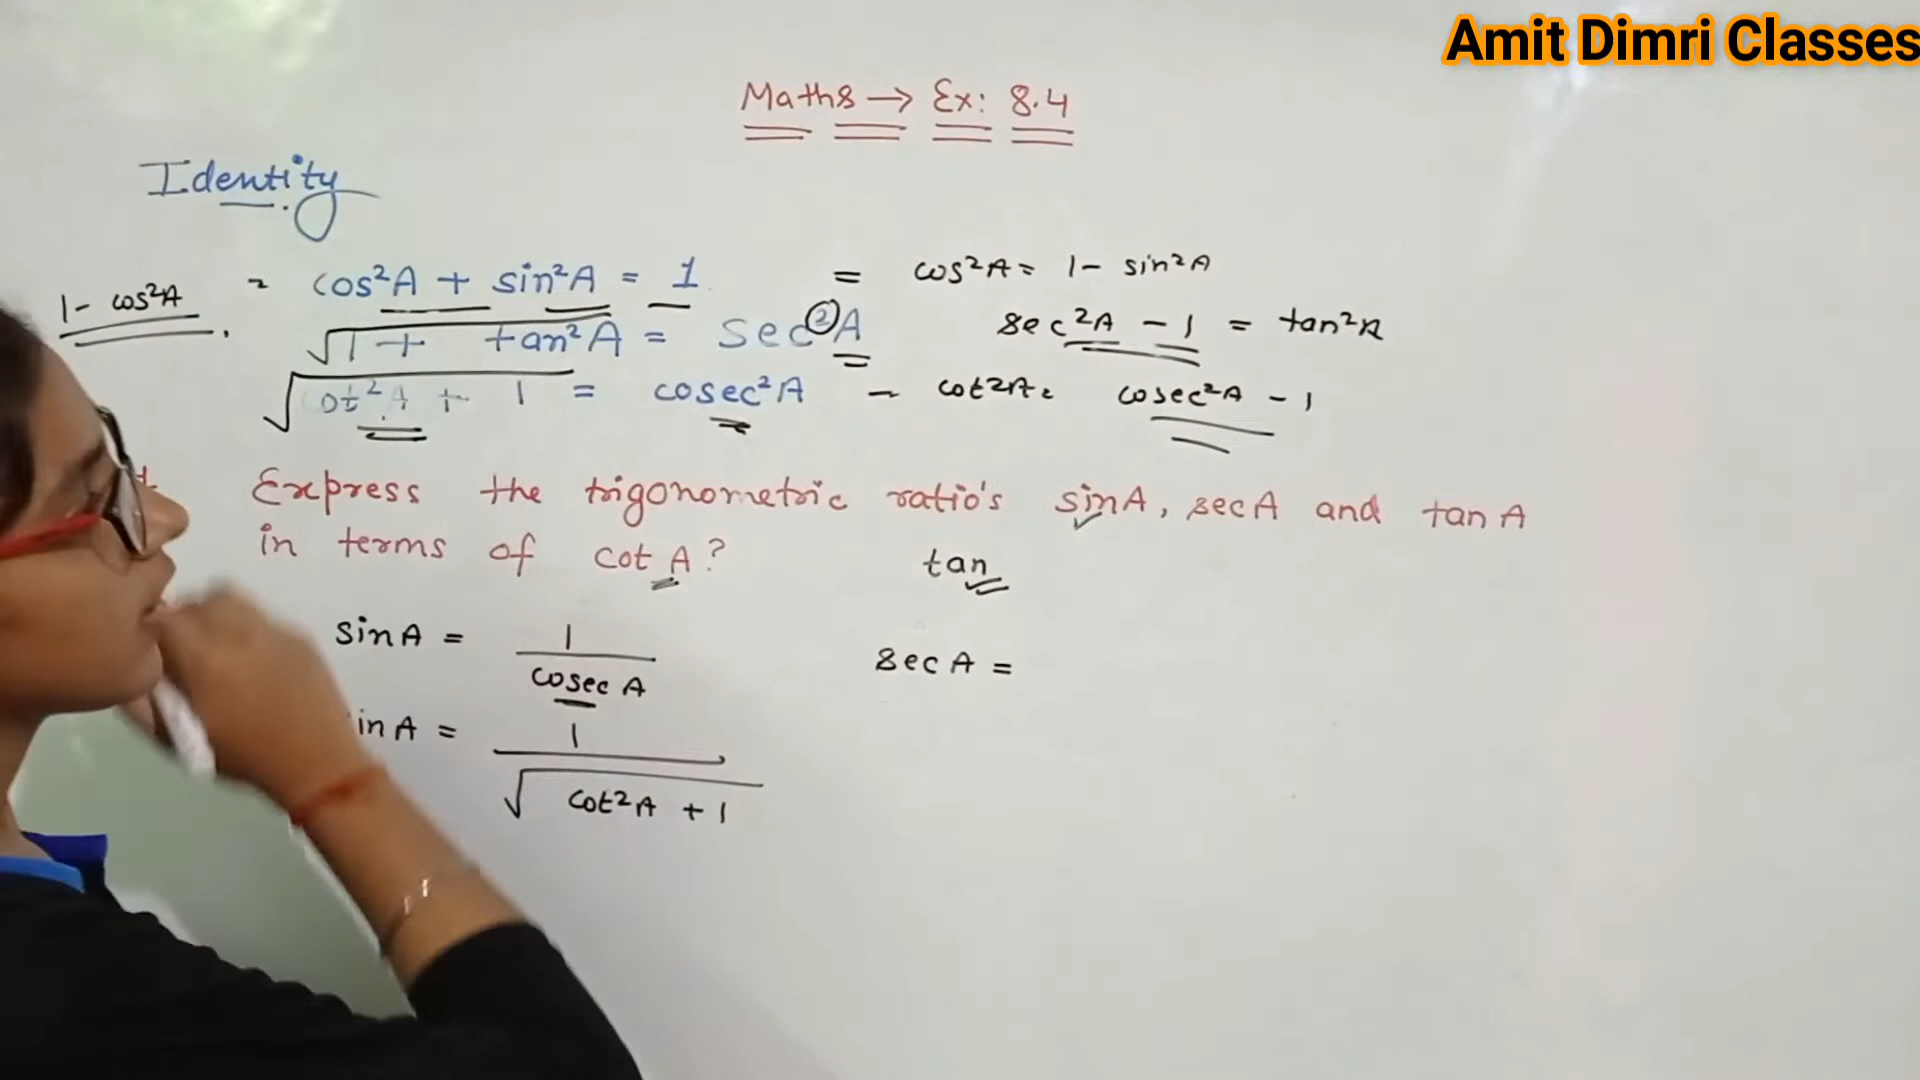 Amit Dimri Classes
Maths → Ex: 8.4
Identity
1 - cos²A = cos²A + sin²A = 1 = cos²A = 1 - sin²A
√1 + tan²A = sec²A sec²A - 1 = tan²A
√cot²A + 1 = cosec²A - cot²A = cosec²A - 1
Express the trigonometric ratio's sinA, secA and tan A
in terms of cot A? tan
sinA = 1 / cosec A secA =
inA = 1 / √cot²A + 1